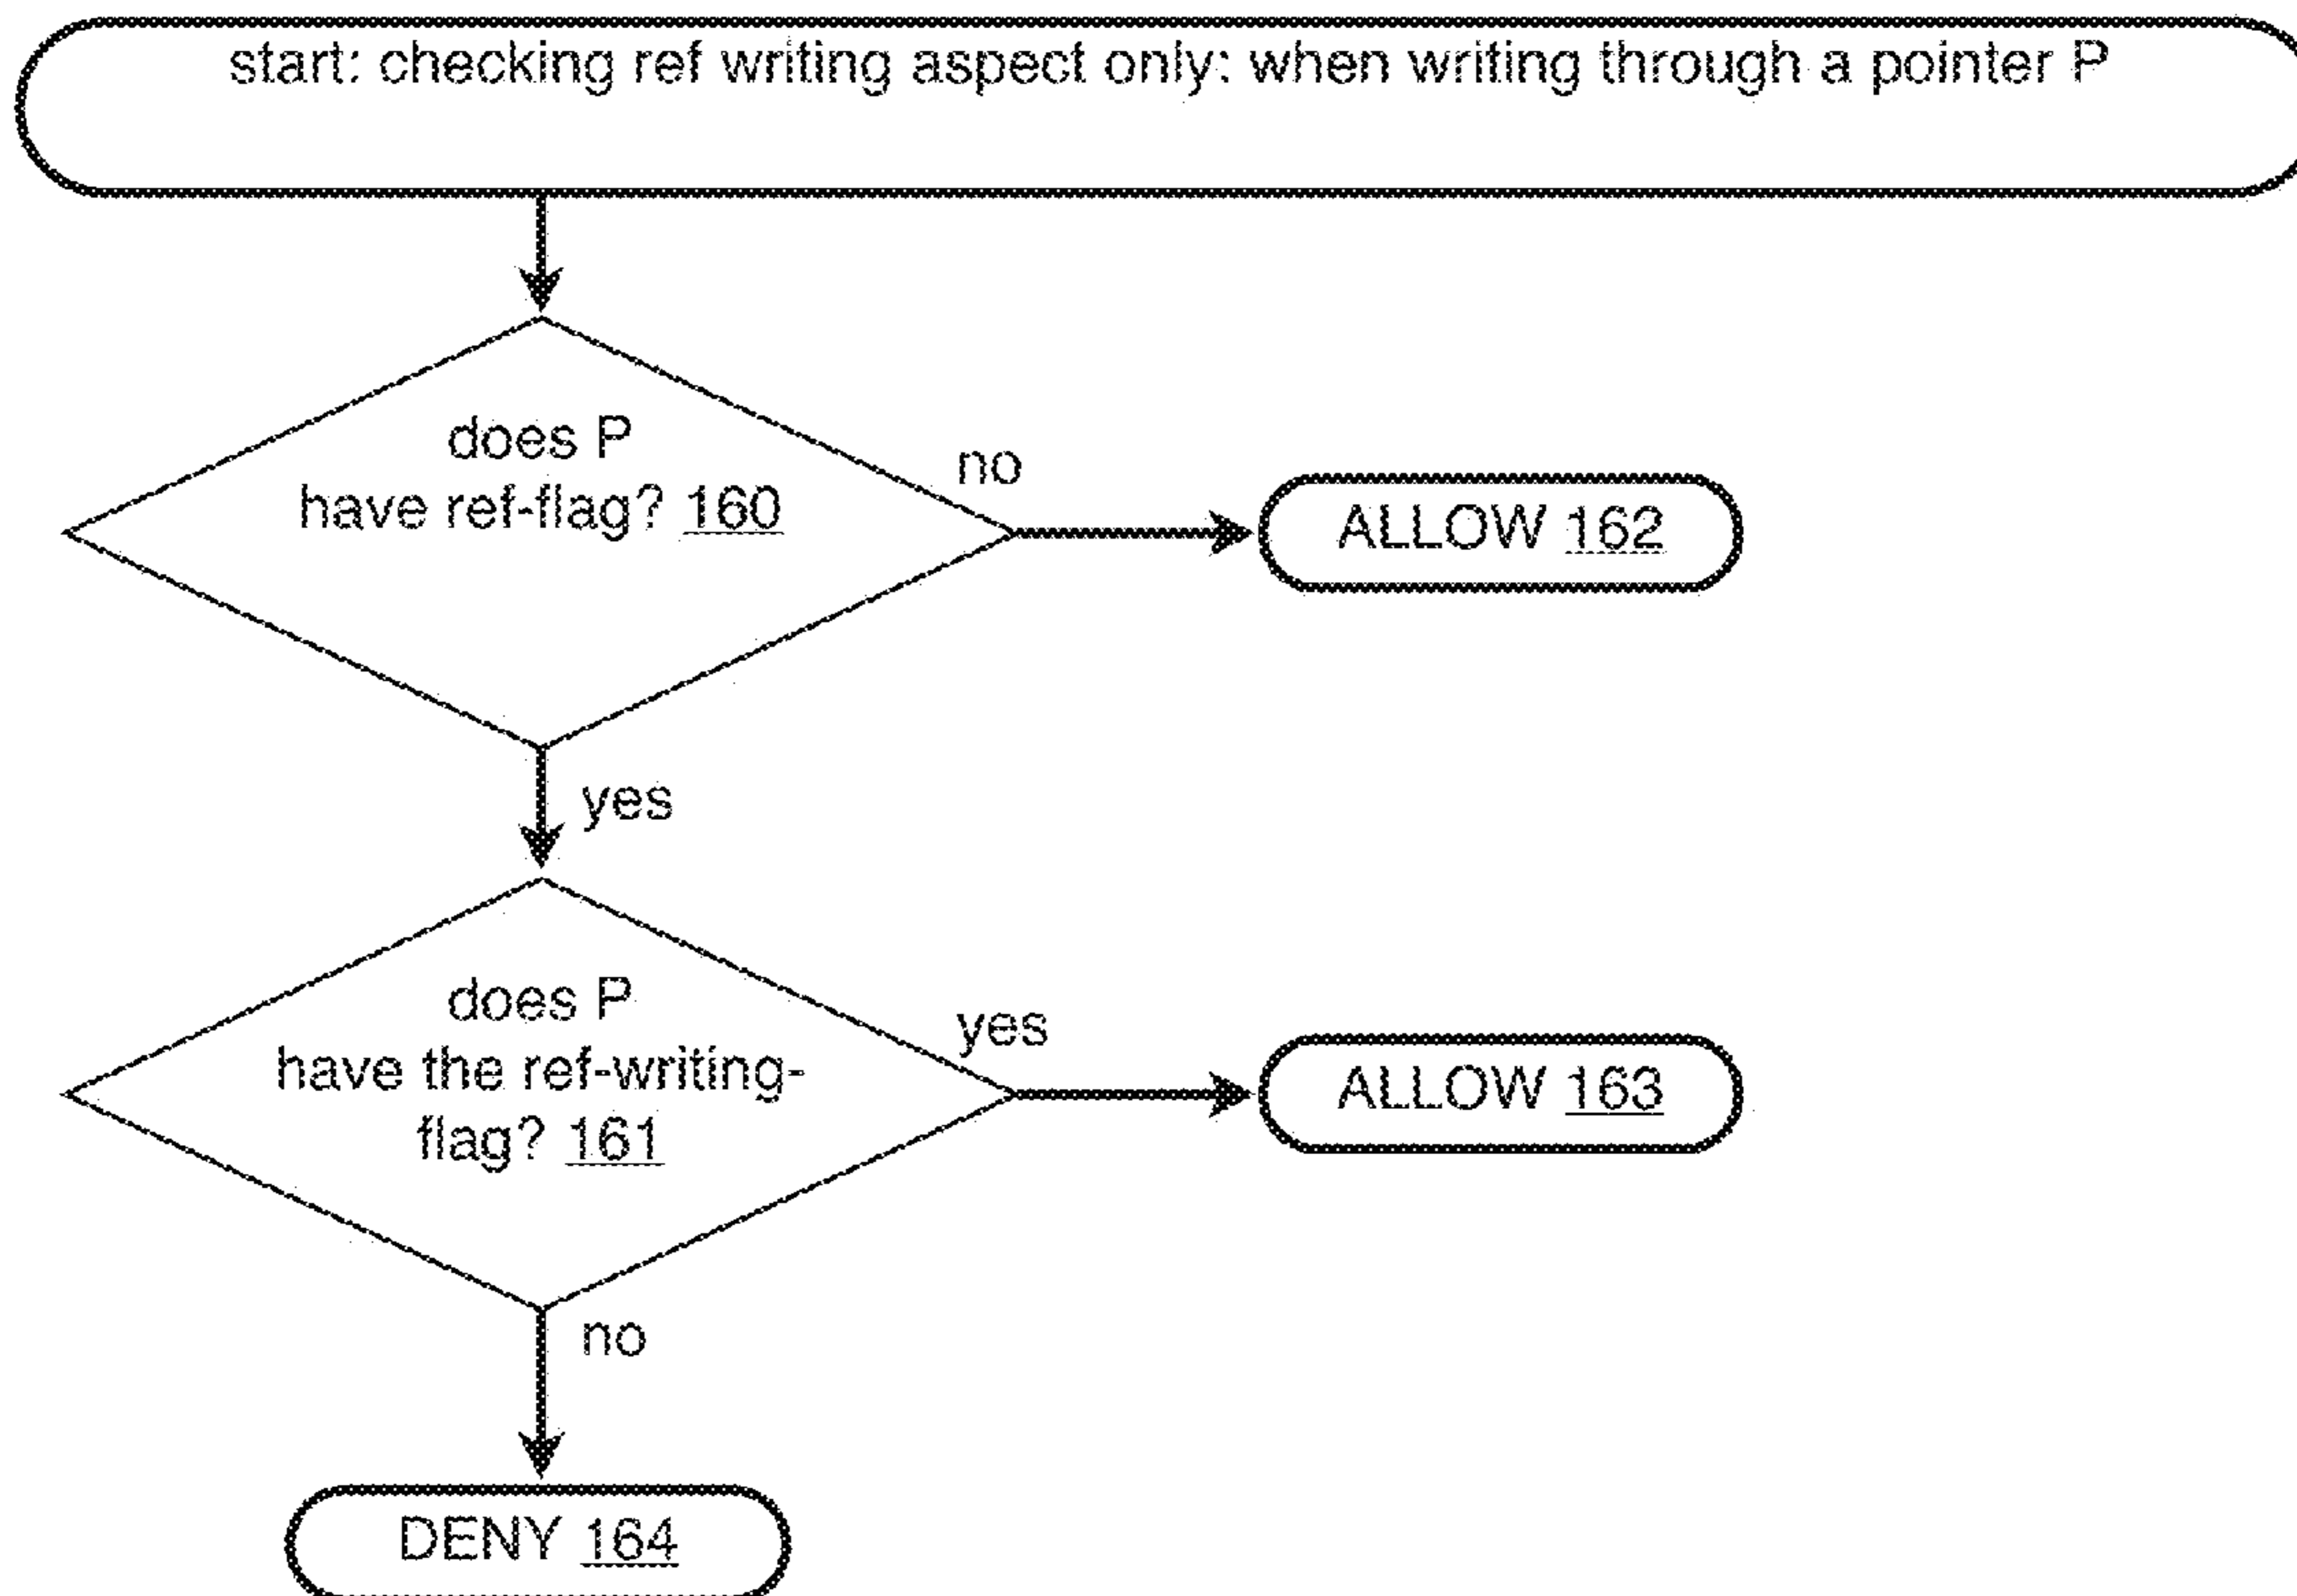 start: checking ref writing aspect only: when writing through a pointer P
does P
have ref-flag? 160
no
ALLOW 162
yes
does P
have the ref-writing-
flag? 161
yes
ALLOW 163
no
DENY 164